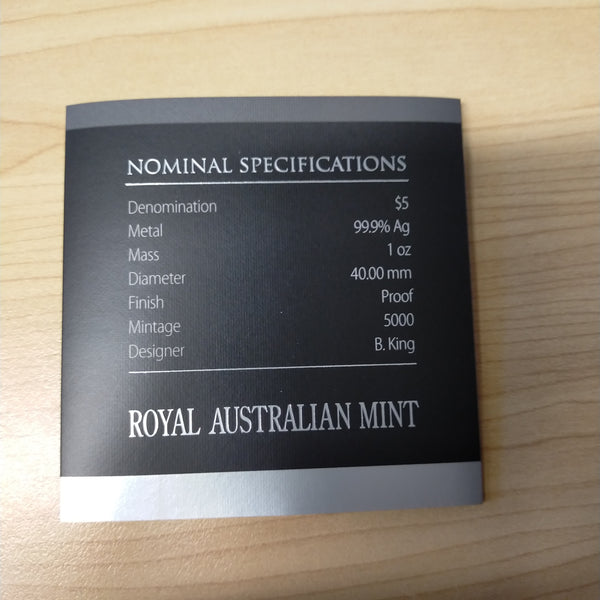 NOMINAL SPECIFICATIONS
Denomination $5
Metal 99.9% Ag
Mass 1 oz
Diameter 40.00 mm
Finish Proof
Mintage 5000
Designer B. King
ROYAL AUSTRALIAN MINT